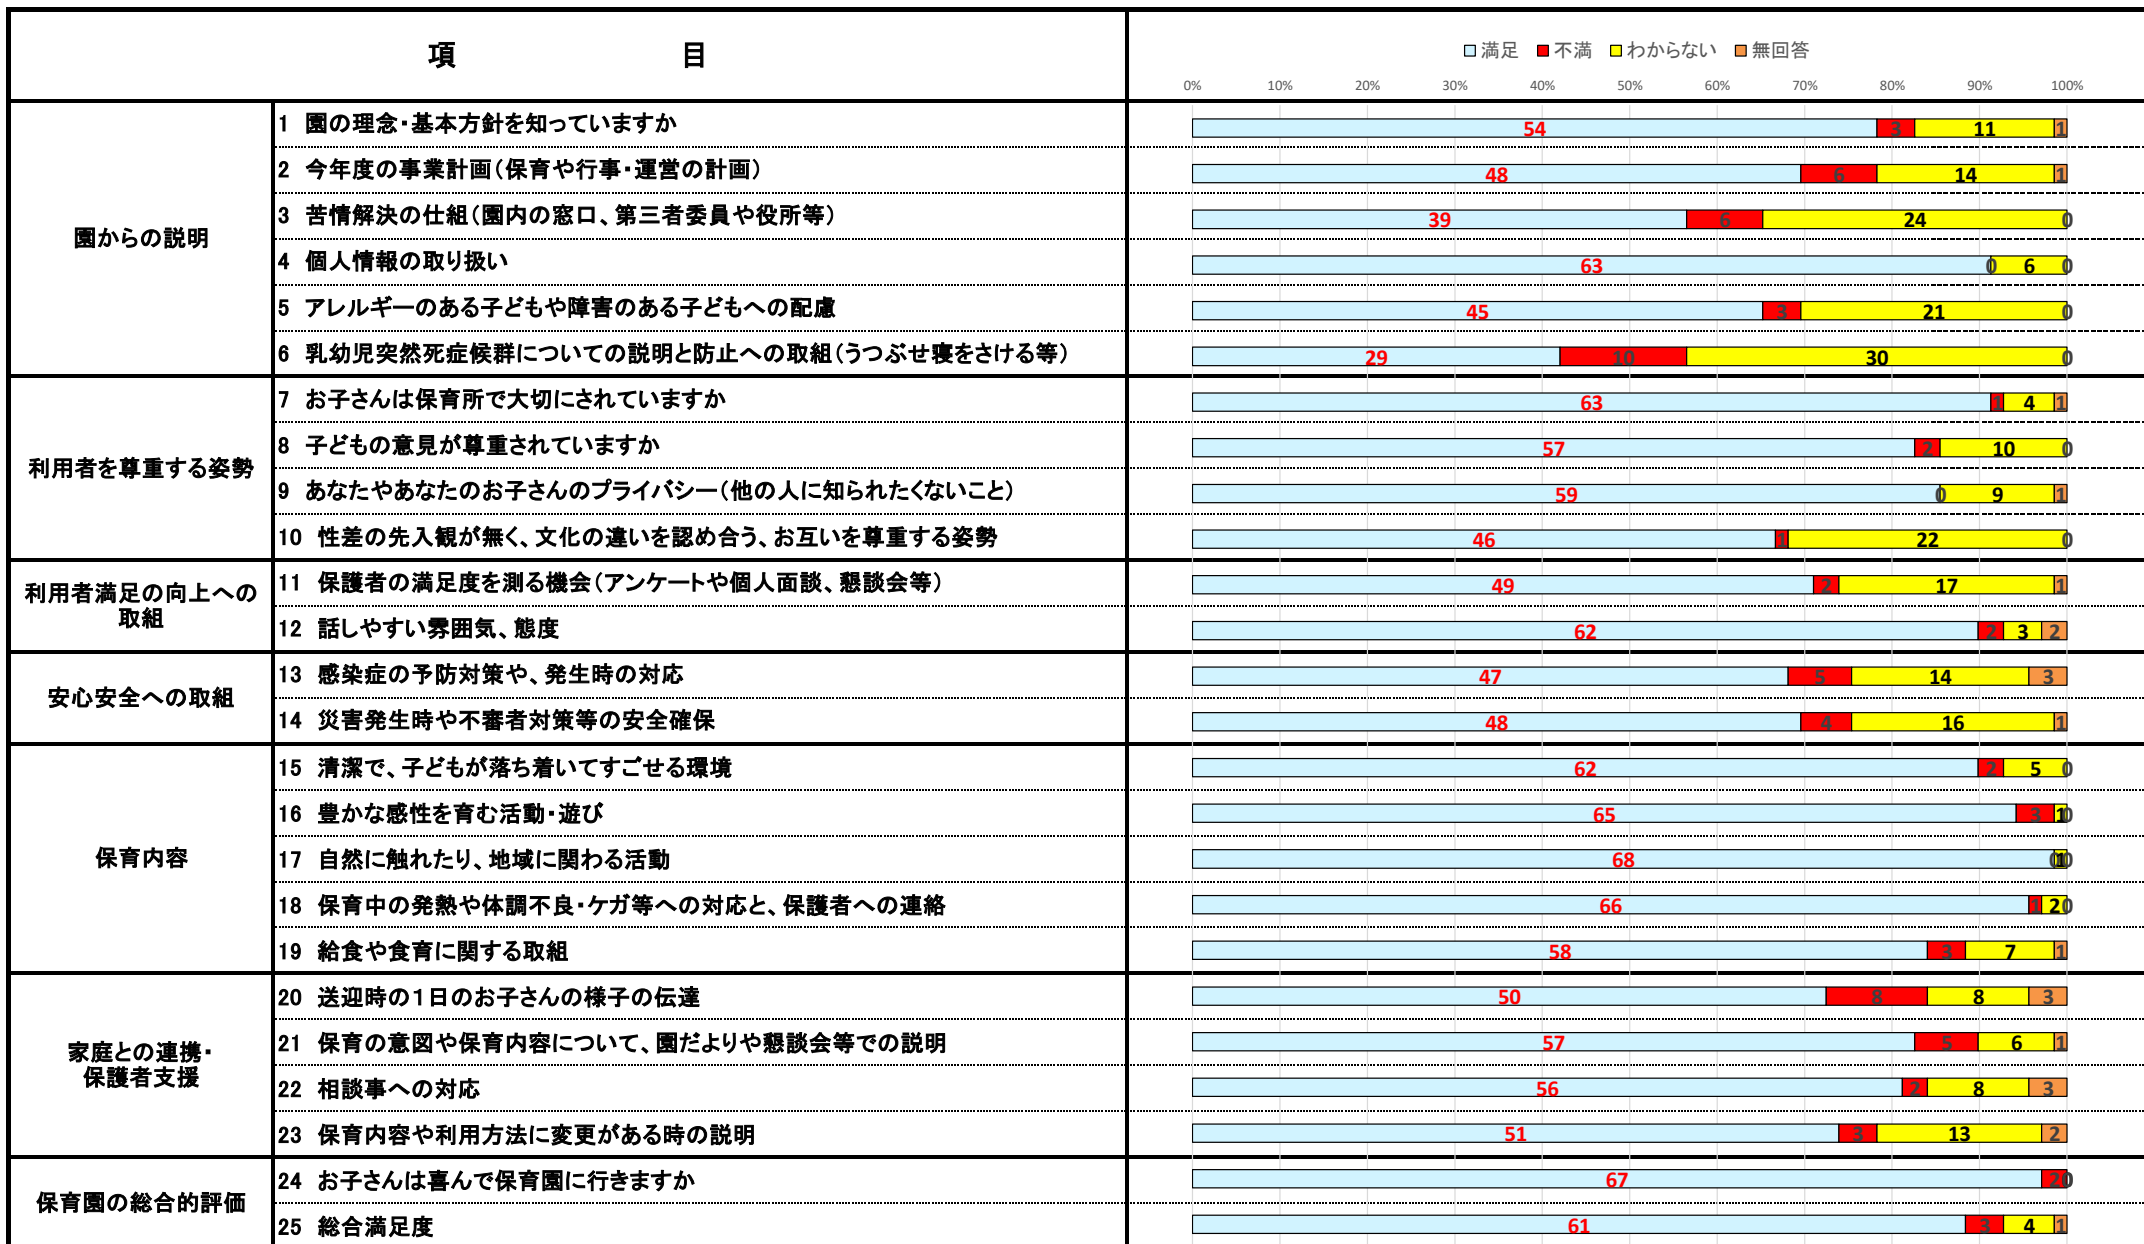 項　目
満足 不満 わからない 無回答
0% 10% 20% 30% 40% 50% 60% 70% 80% 90% 100%
園からの説明
1 園の理念・基本方針を知っていますか 54 3 11 1
2 今年度の事業計画（保育や行事・運営の計画） 48 6 14 1
3 苦情解決の仕組（園内の窓口、第三者委員や役所等） 39 6 24 0
4 個人情報の取り扱い 63 0 6 0
5 アレルギーのある子どもや障害のある子どもへの配慮 45 3 21 0
6 乳幼児突然死症候群についての説明と防止への取組（うつぶせ寝をさける等） 29 10 30 0
利用者を尊重する姿勢
7 お子さんは保育所で大切にされていますか 63 1 4 1
8 子どもの意見が尊重されていますか 57 2 10 0
9 あなたやあなたのお子さんのプライバシー（他の人に知られたくないこと） 59 0 9 1
10 性差の先入観が無く、文化の違いを認め合う、お互いを尊重する姿勢 46 1 22 0
利用者満足の向上への
取組
11 保護者の満足度を測る機会（アンケートや個人面談、懇談会等） 49 2 17 1
12 話しやすい雰囲気、態度 62 2 3 2
安心安全への取組
13 感染症の予防対策や、発生時の対応 47 5 14 3
14 災害発生時や不審者対策等の安全確保 48 4 16 1
保育内容
15 清潔で、子どもが落ち着いてすごせる環境 62 2 5 0
16 豊かな感性を育む活動・遊び 65 3 1 0
17 自然に触れたり、地域に関わる活動 68 0 1 0
18 保育中の発熱や体調不良・ケガ等への対応と、保護者への連絡 66 1 2 0
19 給食や食育に関する取組 58 3 7 1
家庭との連携・
保護者支援
20 送迎時の１日のお子さんの様子の伝達 50 8 8 3
21 保育の意図や保育内容について、園だよりや懇談会等での説明 57 5 6 1
22 相談事への対応 56 2 8 3
23 保育内容や利用方法に変更がある時の説明 51 3 13 2
保育園の総合的評価
24 お子さんは喜んで保育園に行きますか 67 2 0
25 総合満足度 61 3 4 1